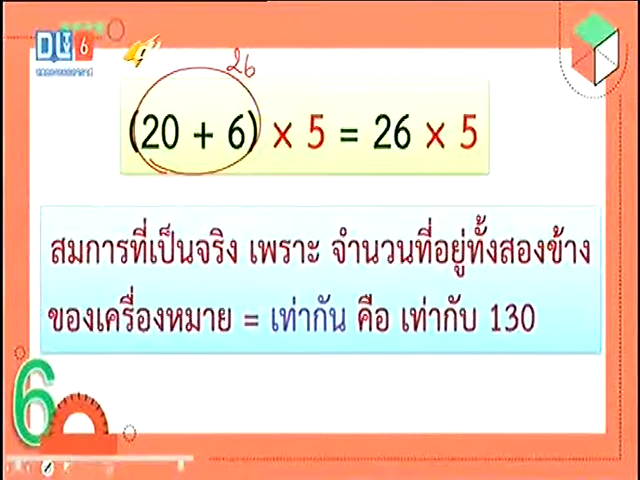 DLTV 6
26
(20 + 6) × 5 = 26 × 5
สมการที่เป็นจริง เพราะ จำนวนที่อยู่ทั้งสองข้าง
ของเครื่องหมาย = เท่ากัน คือ เท่ากับ 130
6